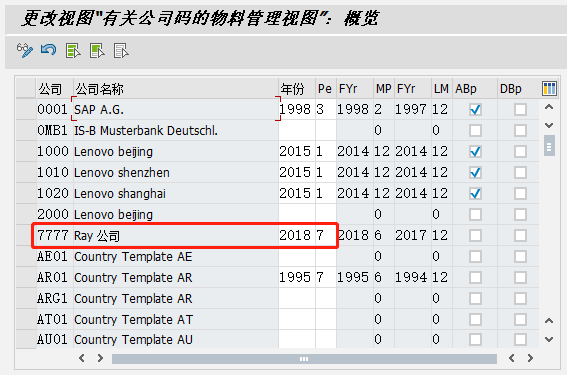 更改视图"有关公司码的物料管理视图": 概览
公司 公司名称 年份 Pe FYr MP FYr LM ABp DBp
0001 SAP A.G. 1998 3 1998 2 1997 12
0MB1 IS-B Musterbank Deutschl. 0 0
1000 Lenovo beijing 2015 1 2014 12 2014 12
1010 Lenovo shenzhen 2015 1 2014 12 2014 12
1020 Lenovo shanghai 2015 1 2014 12 2014 12
2000 Lenovo beijing 0 0
7777 Ray 公司 2018 7 2018 6 2017 12
AE01 Country Template AE 0 0
AR01 Country Template AR 1995 7 1995 6 1994 12
ARG1 Country Template AR 0 0
AT01 Country Template AT 0 0
AU01 Country Template AU 0 0